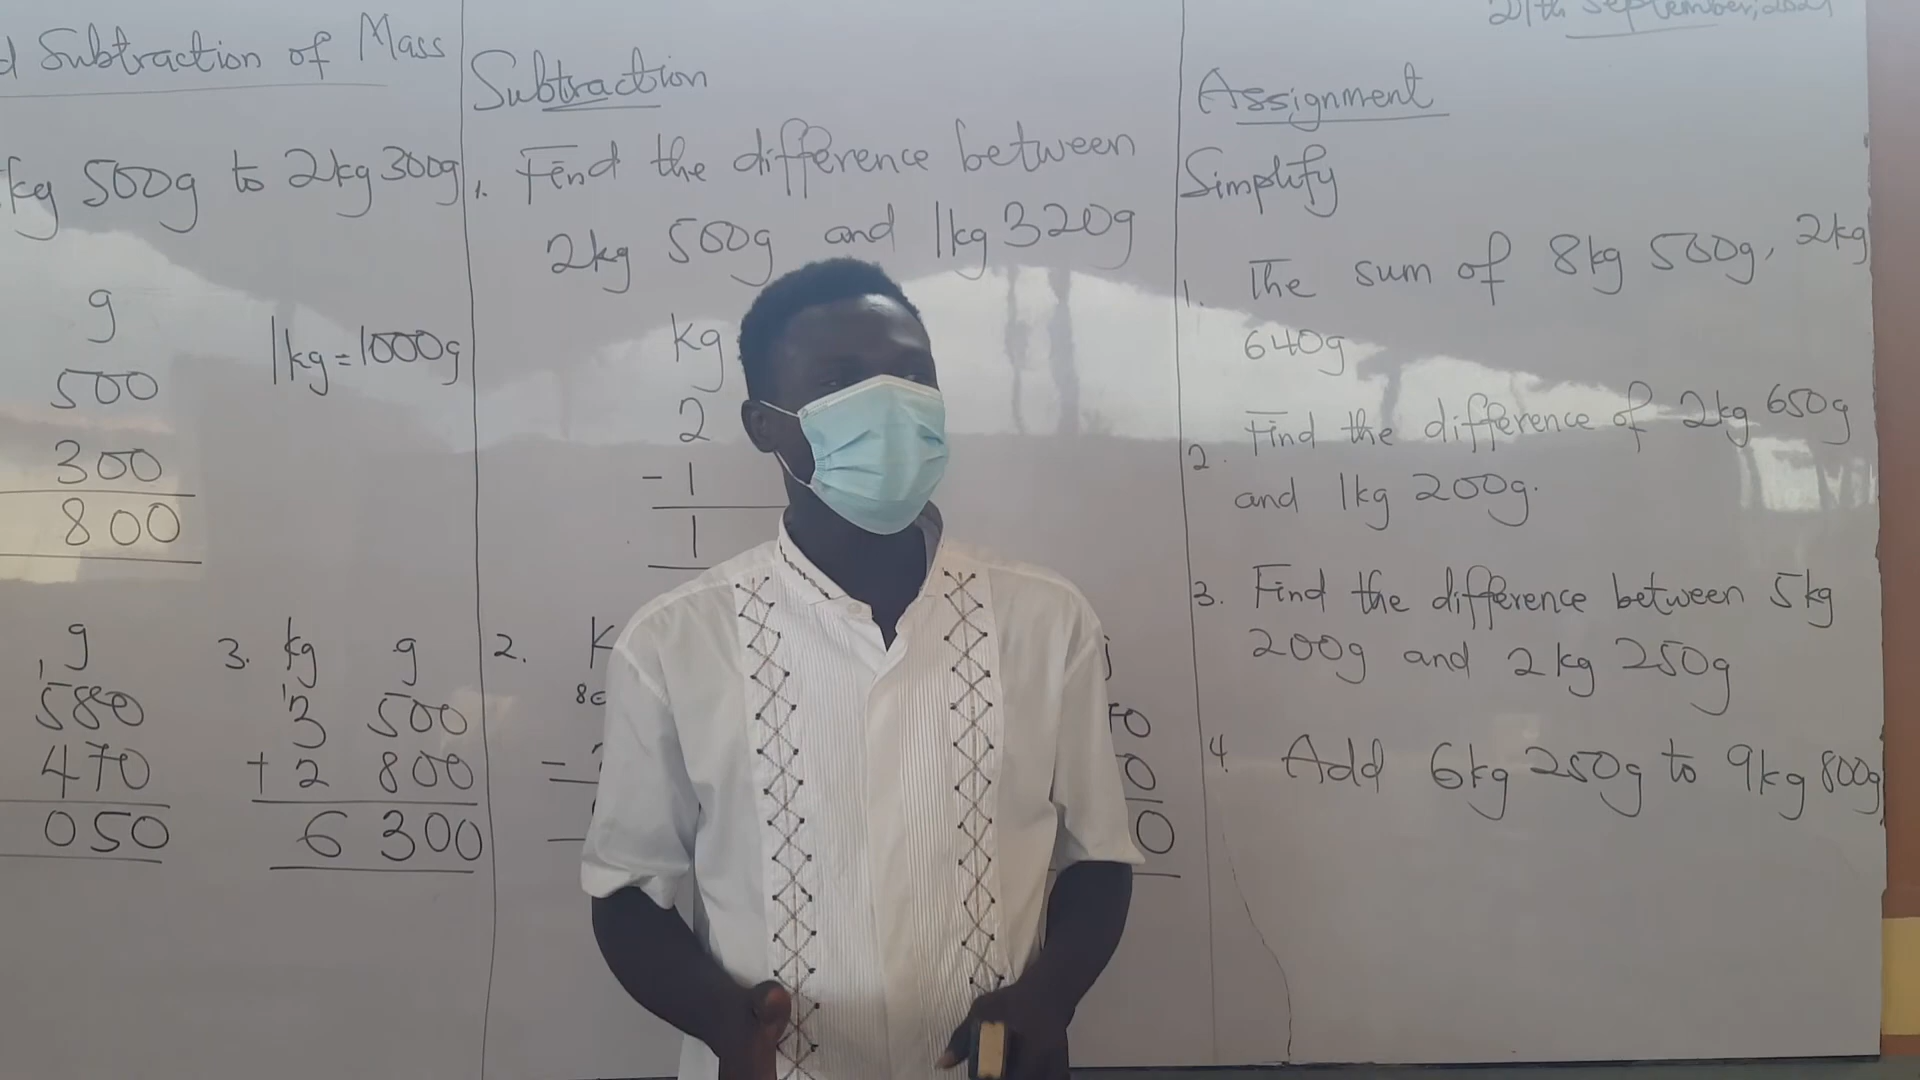 Subtraction of Mass
kg 500g to 2kg 300g
g
500
300
800
1kg = 1000g
g
1
580
470
050
3. kg g
1
3 500
+ 2 800
6 300
Subtraction
1. Find the difference between
2kg 500g and 1kg 320g
kg
2
- 1
1
2. K
0
0
Assignment
Simplify
1. The sum of 8kg 500g, 2kg
640g
2. Find the difference of 2kg 650g
and 1kg 200g.
3. Find the difference between 5kg
200g and 2kg 250g
4. Add 6kg 250g to 9kg 800g